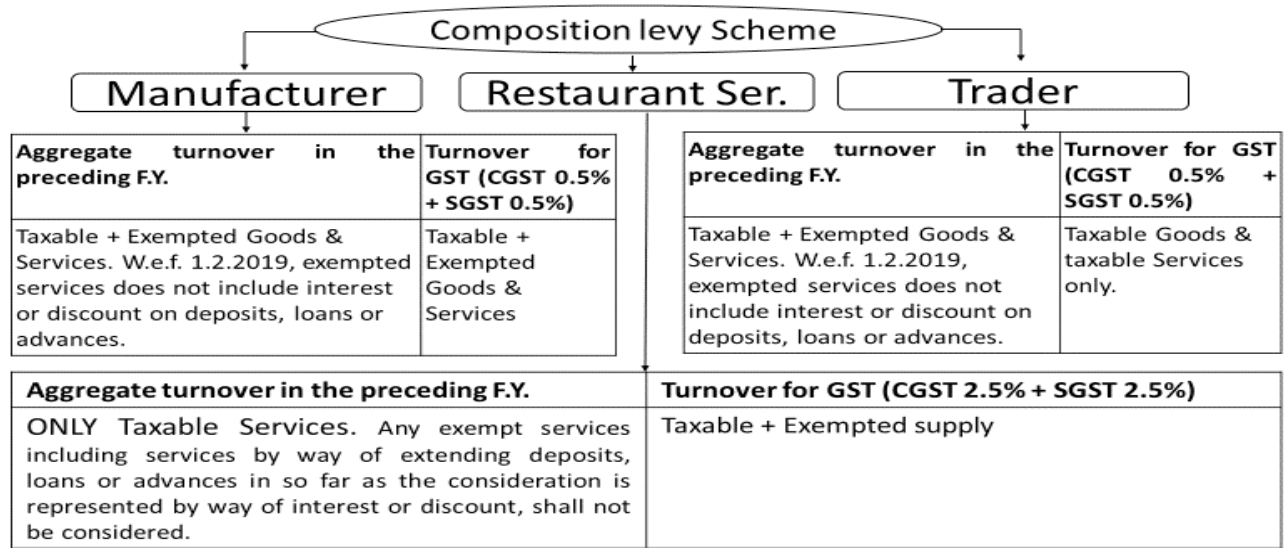 Composition levy Scheme
Manufacturer
Restaurant Ser.
Trader
Aggregate turnover in the
preceding F.Y.
Turnover for
GST (CGST 0.5%
+ SGST 0.5%)
Taxable + Exempted Goods &
Services. W.e.f. 1.2.2019, exempted
services does not include interest
or discount on deposits, loans or
advances.
Taxable +
Exempted
Goods &
Services
Aggregate turnover in the
preceding F.Y.
Turnover for GST
(CGST 0.5% +
SGST 0.5%)
Taxable + Exempted Goods &
Services. W.e.f. 1.2.2019,
exempted services does not
include interest or discount on
deposits, loans or advances.
Taxable Goods &
taxable Services
only.
Aggregate turnover in the preceding F.Y.
Turnover for GST (CGST 2.5% + SGST 2.5%)
ONLY Taxable Services. Any exempt services
including services by way of extending deposits,
loans or advances in so far as the consideration is
represented by way of interest or discount, shall not
be considered.
Taxable + Exempted supply